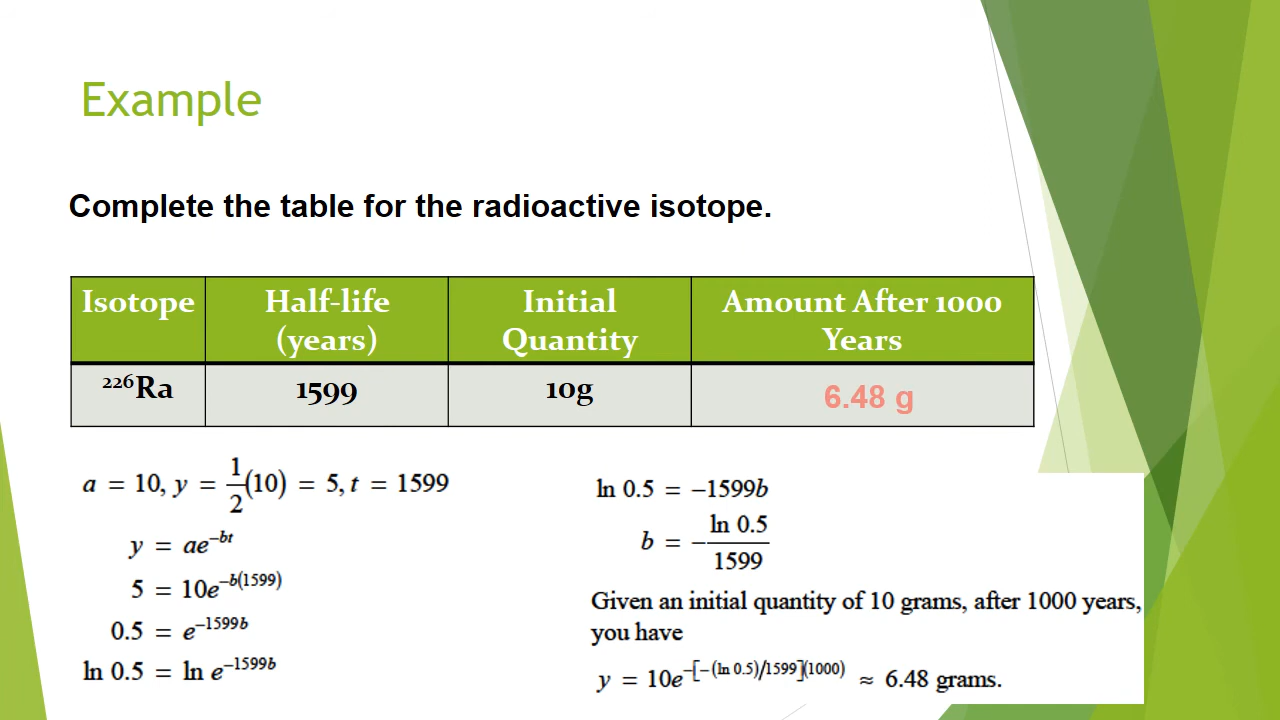 Example
Complete the table for the radioactive isotope.
Isotope | Half-life (years) | Initial Quantity | Amount After 1000 Years
²²⁶Ra | 1599 | 10g | 6.48 g
a = 10, y = 1/2(10) = 5, t = 1599
y = ae^{-bt}
5 = 10e^{-b(1599)}
0.5 = e^{-1599b}
ln 0.5 = ln e^{-1599b}
ln 0.5 = -1599b
b = -\frac{ln 0.5}{1599}
Given an initial quantity of 10 grams, after 1000 years,
you have
y = 10e^{-[-(ln 0.5)/1599](1000)} ≈ 6.48 grams.